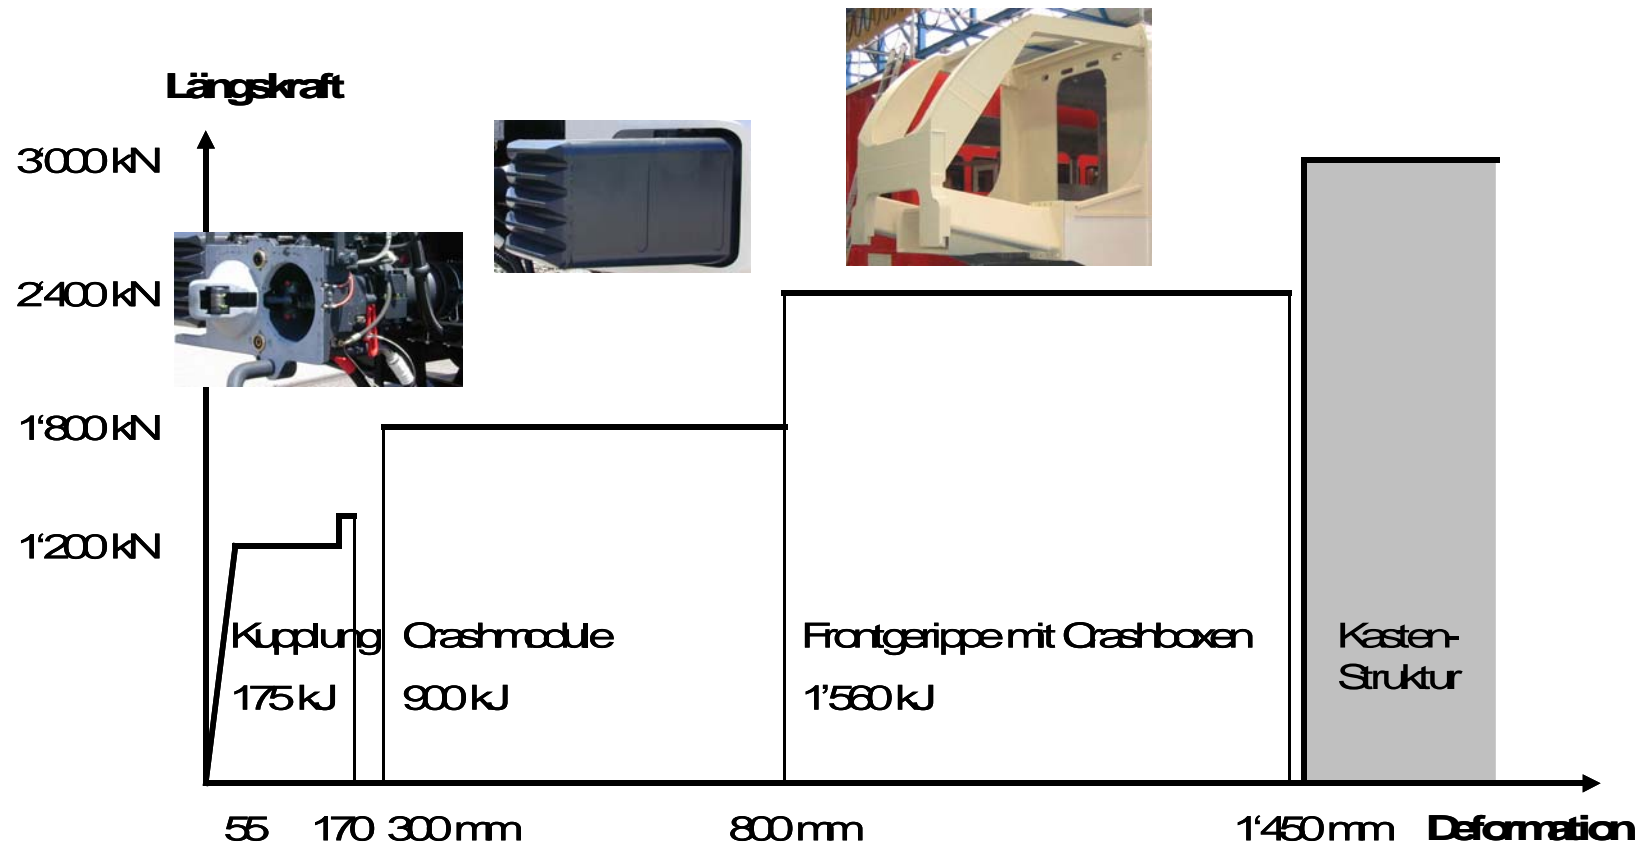 Längskraft
3‘000 kN
2‘400 kN
1‘800 kN
1‘200 kN
Kupplung
175 kJ
Crashmodule
900 kJ
Frontgerippe mit Crashboxen
1’560 kJ
Kasten-
Struktur
55 170 300 mm 800 mm 1‘450 mm Deformation